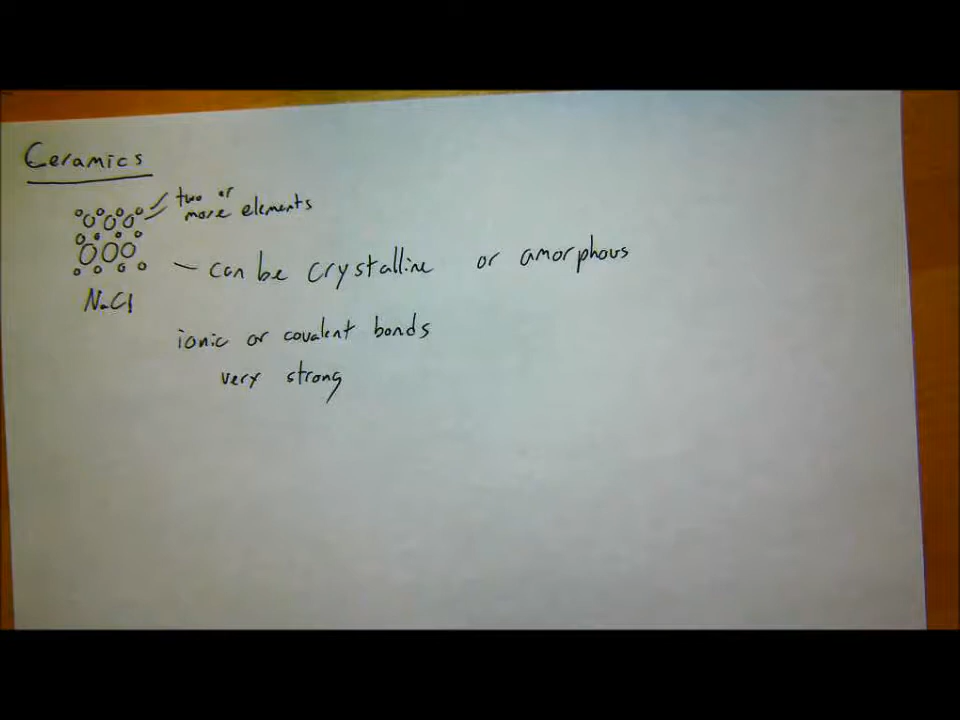 Ceramics
two or
more elements
— can be crystalline or amorphous
NaCl
ionic or covalent bonds
very strong